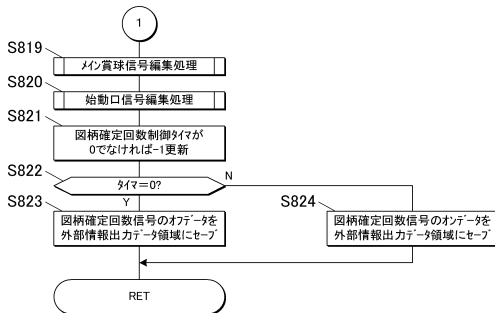 1
S819
メイン賞球信号編集処理
S820
始動口信号編集処理
S821
図柄確定回数制御タイマが
0でなければ-1更新
S822
タイマ=0?
N
Y
S823
図柄確定回数信号のオフデータを
外部情報出力データ領域にセーブ
S824
図柄確定回数信号のオンデータを
外部情報出力データ領域にセーブ
RET